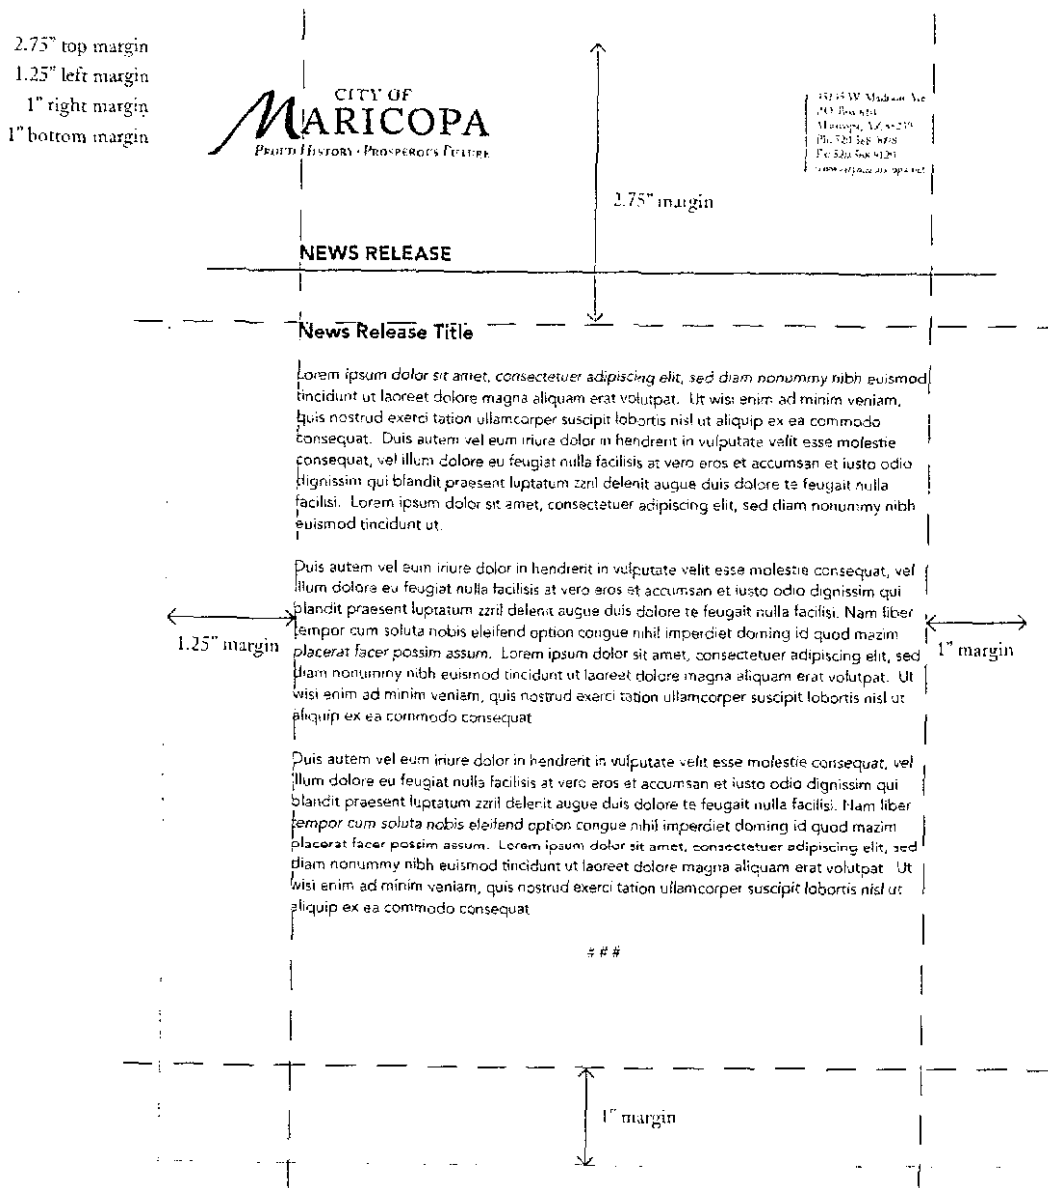 2.75" top margin
1.25" left margin
1" right margin
1" bottom margin
CITY OF
MARICOPA
PROUD HISTORY • PROSPEROUS FUTURE
W. Madison Ave
P.O. Box
Maricopa, AZ
Ph: 520
Fx: 520
2.75" margin
NEWS RELEASE
News Release Title
Lorem ipsum dolor sit amet, consectetuer adipiscing elit, sed diam nonummy nibh euismod
tincidunt ut laoreet dolore magna aliquam erat volutpat. Ut wisi enim ad minim veniam,
quis nostrud exerci tation ullamcorper suscipit lobortis nisl ut aliquip ex ea commodo
consequat. Duis autem vel eum iriure dolor in hendrerit in vulputate velit esse molestie
consequat, vel illum dolore eu feugiat nulla facilisis at vero eros et accumsan et iusto odio
dignissim qui blandit praesent luptatum zzril delenit augue duis dolore te feugait nulla
facilisi. Lorem ipsum dolor sit amet, consectetuer adipiscing elit, sed diam nonummy nibh
euismod tincidunt ut.
Duis autem vel eum iriure dolor in hendrerit in vulputate velit esse molestie consequat, vel
illum dolore eu feugiat nulla facilisis at vero eros et accumsan et iusto odio dignissim qui
blandit praesent luptatum zzril delenit augue duis dolore te feugait nulla facilisi. Nam liber
tempor cum soluta nobis eleifend option congue nihil imperdiet doming id quod mazim
placerat facer possim assum. Lorem ipsum dolor sit amet, consectetuer adipiscing elit, sed
diam nonummy nibh euismod tincidunt ut laoreet dolore magna aliquam erat volutpat. Ut
wisi enim ad minim veniam, quis nostrud exerci tation ullamcorper suscipit lobortis nisl ut
aliquip ex ea commodo consequat
1.25" margin
1" margin
Duis autem vel eum iriure dolor in hendrerit in vulputate velit esse molestie consequat, vel
illum dolore eu feugiat nulla facilisis at vero eros et accumsan et iusto odio dignissim qui
blandit praesent luptatum zzril delenit augue duis dolore te feugait nulla facilisi. Nam liber
tempor cum soluta nobis eleifend option congue nihil imperdiet doming id quod mazim
placerat facer possim assum. Lorem ipsum dolor sit amet, consectetuer adipiscing elit, sed
diam nonummy nibh euismod tincidunt ut laoreet dolore magna aliquam erat volutpat Ut
wisi enim ad minim veniam, quis nostrud exerci tation ullamcorper suscipit lobortis nisl ut
aliquip ex ea commodo consequat
# # #
1" margin